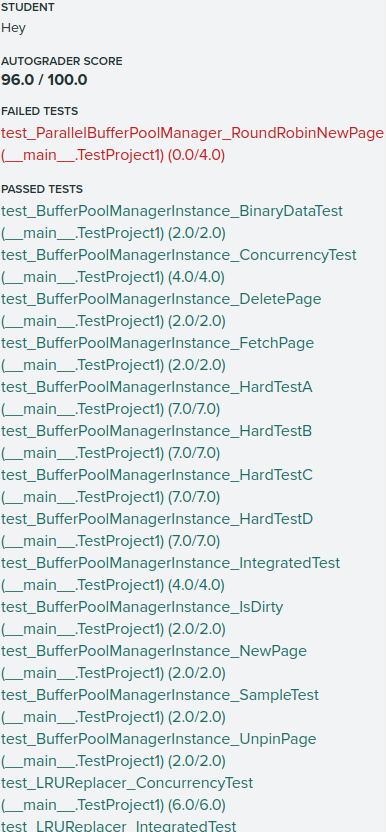 STUDENT
Hey
AUTOGRADER SCORE
96.0 / 100.0
FAILED TESTS
test_ParallelBufferPoolManager_RoundRobinNewPage
(__main__.TestProject1) (0.0/4.0)
PASSED TESTS
test_BufferPoolManagerInstance_BinaryDataTest
(__main__.TestProject1) (2.0/2.0)
test_BufferPoolManagerInstance_ConcurrencyTest
(__main__.TestProject1) (4.0/4.0)
test_BufferPoolManagerInstance_DeletePage
(__main__.TestProject1) (2.0/2.0)
test_BufferPoolManagerInstance_FetchPage
(__main__.TestProject1) (2.0/2.0)
test_BufferPoolManagerInstance_HardTestA
(__main__.TestProject1) (7.0/7.0)
test_BufferPoolManagerInstance_HardTestB
(__main__.TestProject1) (7.0/7.0)
test_BufferPoolManagerInstance_HardTestC
(__main__.TestProject1) (7.0/7.0)
test_BufferPoolManagerInstance_HardTestD
(__main__.TestProject1) (7.0/7.0)
test_BufferPoolManagerInstance_IntegratedTest
(__main__.TestProject1) (4.0/4.0)
test_BufferPoolManagerInstance_IsDirty
(__main__.TestProject1) (2.0/2.0)
test_BufferPoolManagerInstance_NewPage
(__main__.TestProject1) (2.0/2.0)
test_BufferPoolManagerInstance_SampleTest
(__main__.TestProject1) (2.0/2.0)
test_BufferPoolManagerInstance_UnpinPage
(__main__.TestProject1) (2.0/2.0)
test_LRUReplacer_ConcurrencyTest
(__main__.TestProject1) (6.0/6.0)
test_LRUReplacer_IntegratedTest